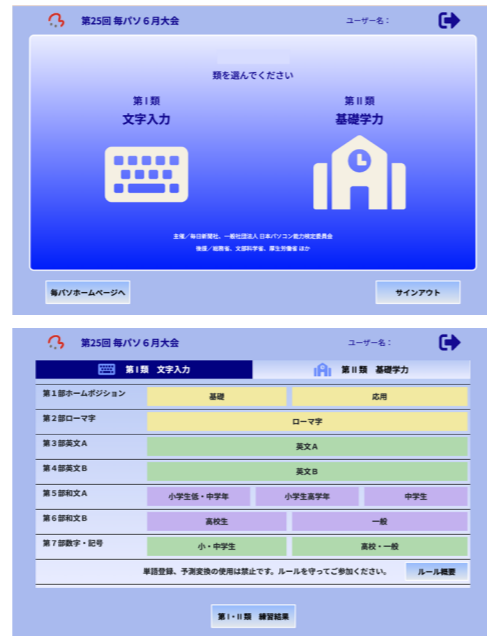 第25回 毎パソ6月大会
ユーザー名：
類を選んでください
第Ⅰ類
文字入力
第Ⅱ類
基礎学力
主催／毎日新聞社、一般社団法人 日本パソコン能力検定委員会
後援／総務省、文部科学省、厚生労働省 ほか
毎パソホームページへ
サインアウト
第25回 毎パソ6月大会
ユーザー名：
第Ⅰ類 文字入力
第Ⅱ類 基礎学力
第1部ホームポジション
基礎
応用
第2部ローマ字
ローマ字
第3部英文A
英文A
第4部英文B
英文B
第5部和文A
小学生低・中学年
小学生高学年
中学生
第6部和文B
高校生
一般
第7部数字・記号
小・中学生
高校・一般
単語登録、予測変換の使用は禁止です。ルールを守ってご参加ください。
ルール概要
第Ⅰ・Ⅱ類 練習結果